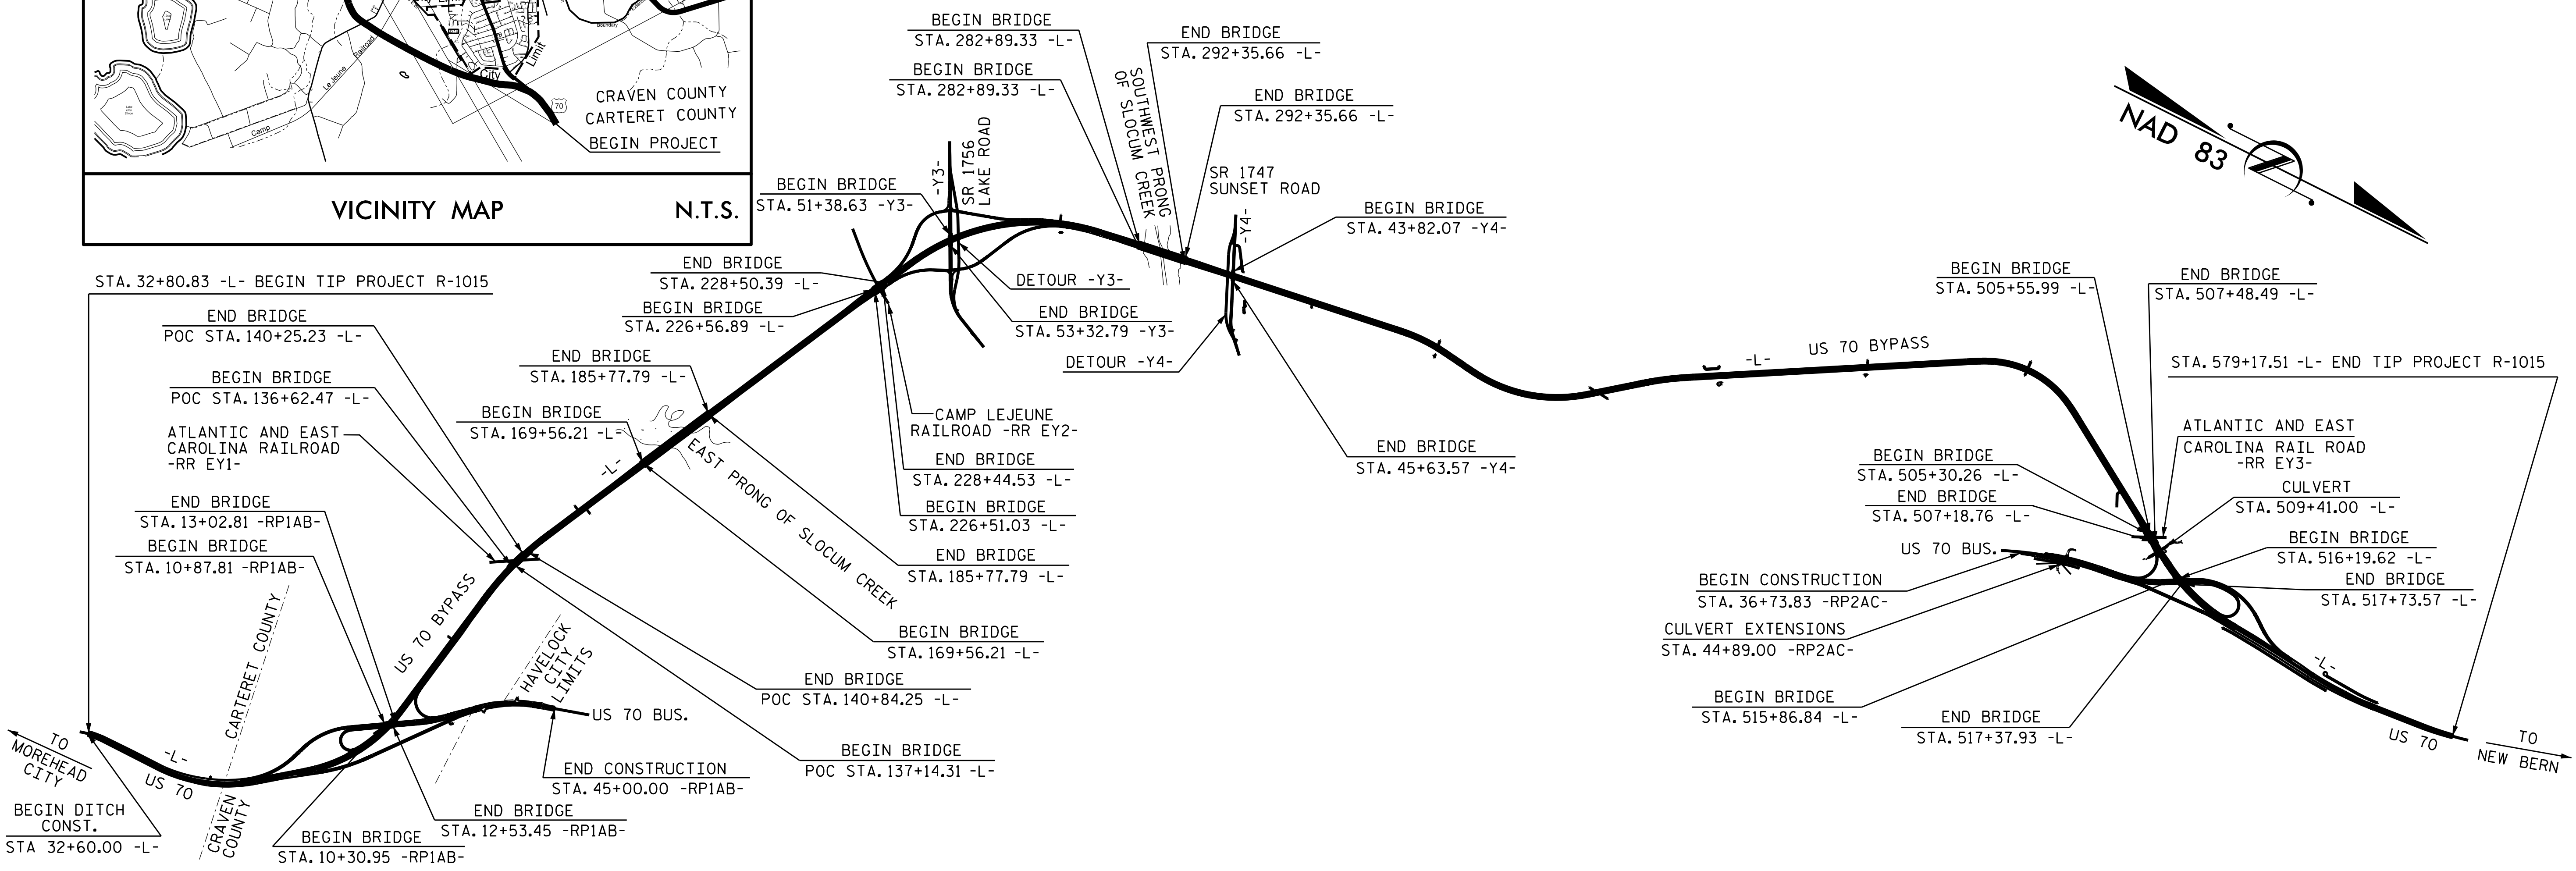 Le Jeune
Railroad
Camp
City
Limit
Boundary
70
CRAVEN COUNTY
CARTERET COUNTY
BEGIN PROJECT
VICINITY MAP
N.T.S.
BEGIN BRIDGE
STA. 282+89.33 -L-
BEGIN BRIDGE
STA. 282+89.33 -L-
SOUTHWEST PRONG
OF SLOCUM CREEK
END BRIDGE
STA. 292+35.66 -L-
END BRIDGE
STA. 292+35.66 -L-
NAD 83
-Y3-
SR 1756
LAKE ROAD
SR 1747
SUNSET ROAD
-Y4-
BEGIN BRIDGE
STA. 51+38.63 -Y3-
BEGIN BRIDGE
STA. 43+82.07 -Y4-
END BRIDGE
STA. 228+50.39 -L-
BEGIN BRIDGE
STA. 226+56.89 -L-
DETOUR -Y3-
END BRIDGE
STA. 53+32.79 -Y3-
DETOUR -Y4-
BEGIN BRIDGE
STA. 505+55.99 -L-
END BRIDGE
STA. 507+48.49 -L-
STA. 32+80.83 -L- BEGIN TIP PROJECT R-1015
END BRIDGE
POC STA. 140+25.23 -L-
BEGIN BRIDGE
POC STA. 136+62.47 -L-
ATLANTIC AND EAST
CAROLINA RAILROAD
-RR EY1-
END BRIDGE
STA. 13+02.81 -RP1AB-
BEGIN BRIDGE
STA. 10+87.81 -RP1AB-
END BRIDGE
STA. 185+77.79 -L-
BEGIN BRIDGE
STA. 169+56.21 -L-
-L-
EAST PRONG OF SLOCUM CREEK
CAMP LEJEUNE
RAILROAD -RR EY2-
END BRIDGE
STA. 228+44.53 -L-
BEGIN BRIDGE
STA. 226+51.03 -L-
END BRIDGE
STA. 185+77.79 -L-
BEGIN BRIDGE
STA. 169+56.21 -L-
END BRIDGE
POC STA. 140+84.25 -L-
BEGIN BRIDGE
POC STA. 137+14.31 -L-
END BRIDGE
STA. 45+63.57 -Y4-
-L-
US 70 BYPASS
STA. 579+17.51 -L- END TIP PROJECT R-1015
ATLANTIC AND EAST
CAROLINA RAIL ROAD
-RR EY3-
BEGIN BRIDGE
STA. 505+30.26 -L-
END BRIDGE
STA. 507+18.76 -L-
CULVERT
STA. 509+41.00 -L-
US 70 BUS.
BEGIN BRIDGE
STA. 516+19.62 -L-
END BRIDGE
STA. 517+73.57 -L-
BEGIN CONSTRUCTION
STA. 36+73.83 -RP2AC-
CULVERT EXTENSIONS
STA. 44+89.00 -RP2AC-
BEGIN BRIDGE
STA. 515+86.84 -L-
END BRIDGE
STA. 517+37.93 -L-
-L-
US 70
TO
NEW BERN
US 70 BYPASS
CARTERET COUNTY
CRAVEN
COUNTY
HAVELOCK
CITY
LIMITS
US 70 BUS.
END CONSTRUCTION
STA. 45+00.00 -RP1AB-
TO
MOREHEAD
CITY
-L-
US 70
BEGIN DITCH
CONST.
STA 32+60.00 -L-
END BRIDGE
STA. 12+53.45 -RP1AB-
BEGIN BRIDGE
STA. 10+30.95 -RP1AB-